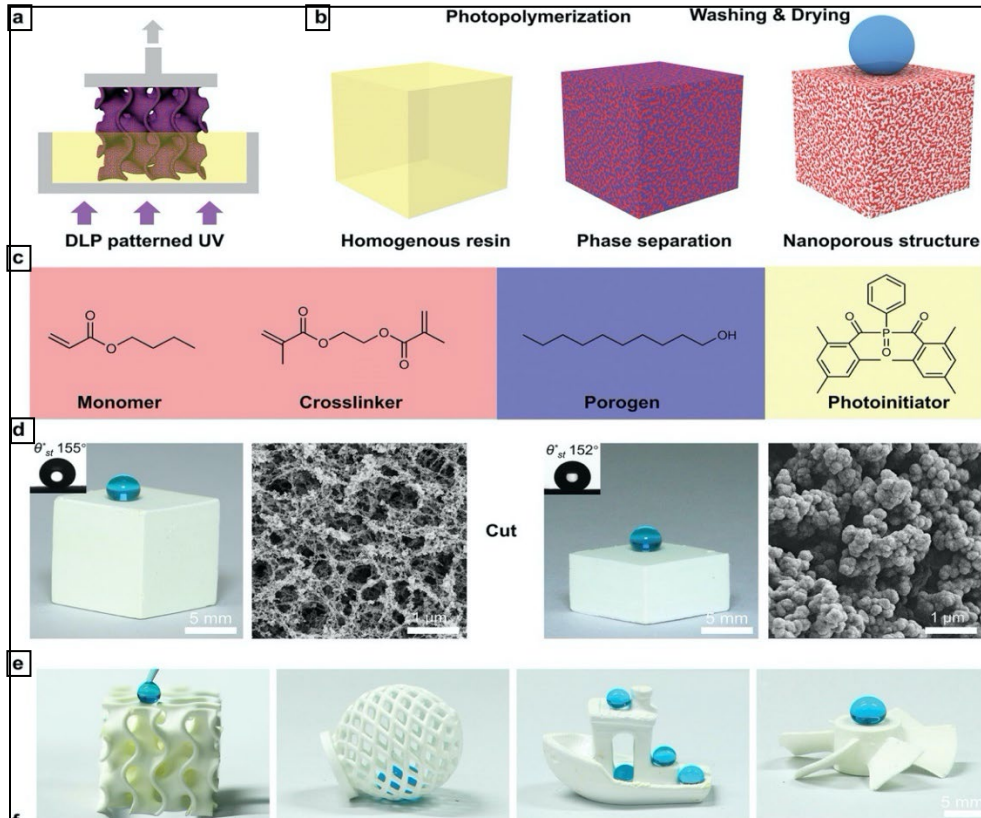 a
b
Photopolymerization
Washing & Drying
DLP patterned UV
Homogenous resin
Phase separation
Nanoporous structure
c
O
O
O
O
O
O
OH
O
P
O
O
Monomer
Crosslinker
Porogen
Photoinitiator
d
θ*st 155°
5 mm
1 µm
Cut
θ*st 152°
5 mm
1 µm
e
5 mm